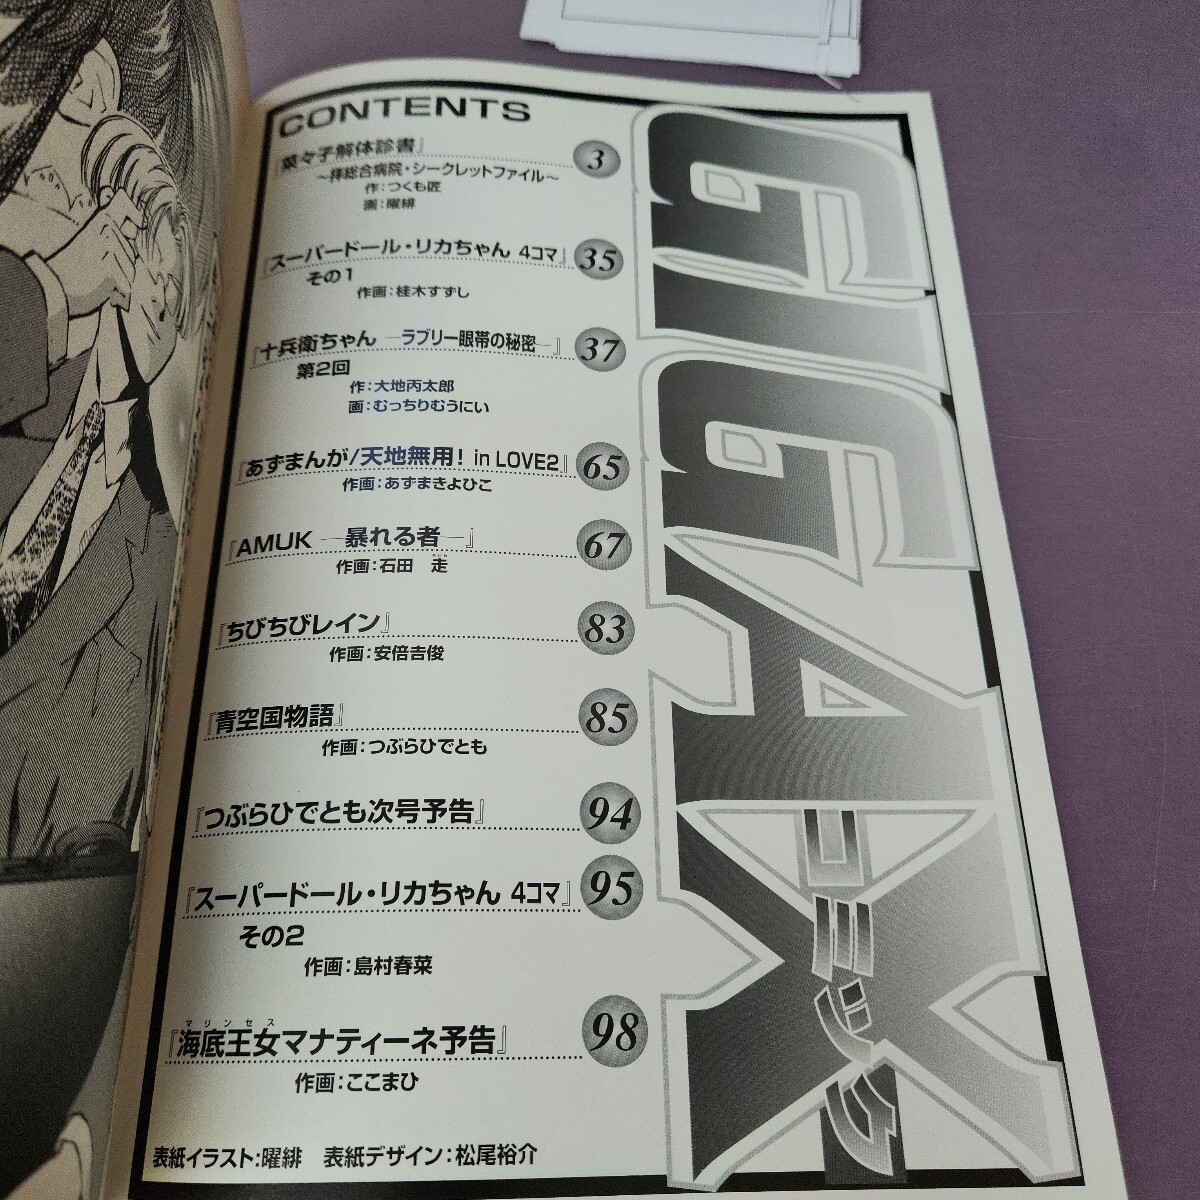 CONTENTS
『菜々子解体診書』 3
～拝総合病院・シークレットファイル～
作：つくも匠
画：曜緋
『スーパードール・リカちゃん 4コマ』 35
その1
作画：桂木すずし
『十兵衛ちゃん ―ラブリー眼帯の秘密―』 37
第2回
作：大地丙太郎
画：むっちりむうにい
『あずまんが/天地無用! in LOVE2』 65
作画：あずまきよひこ
『AMUK ―暴れる者―』 67
作画：石田 走
『ちびちびレイン』 83
作画：安倍吉俊
『青空国物語』 85
作画：つぶらひでとも
『つぶらひでとも次号予告』 94
『スーパードール・リカちゃん 4コマ』 95
その2
作画：島村春菜
マリンセス
『海底王女マナティーネ予告』 98
作画：ここまひ
表紙イラスト：曜緋 表紙デザイン：松尾裕介
GIGAX
コミック